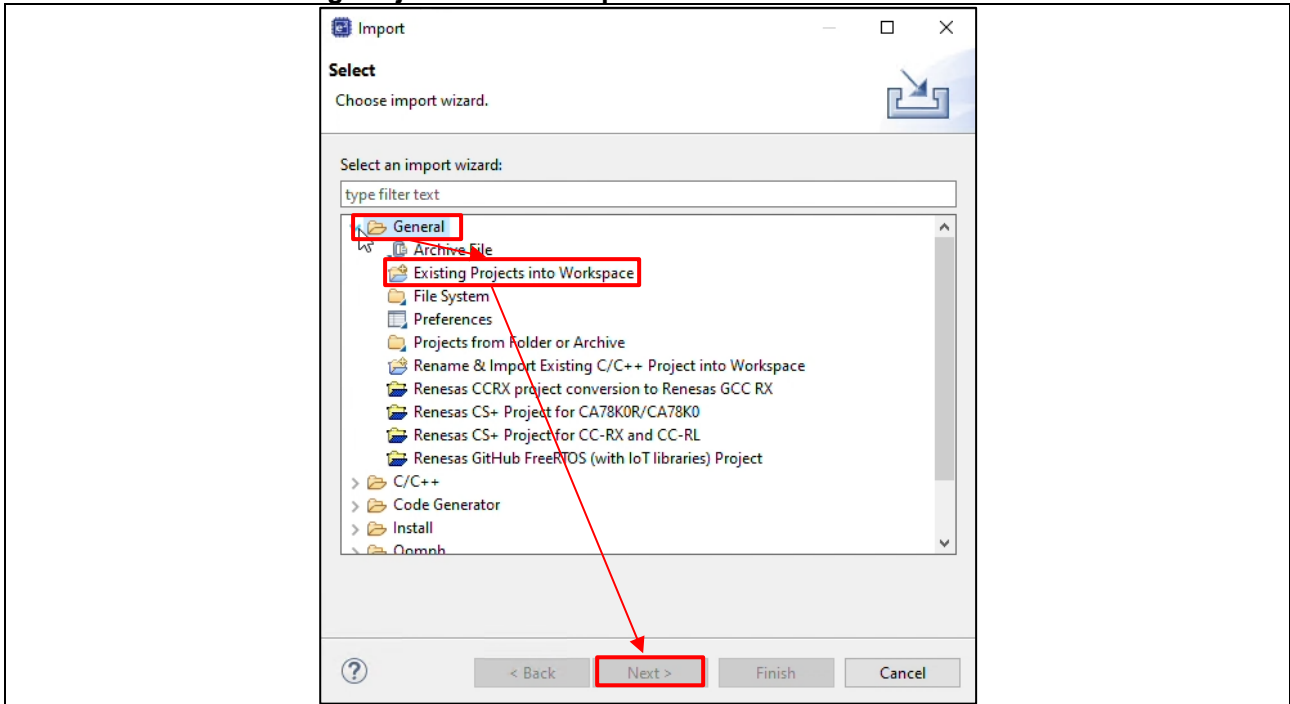 Import
Select
Choose import wizard.
Select an import wizard:
type filter text
General
Archive File
Existing Projects into Workspace
File System
Preferences
Projects from Folder or Archive
Rename & Import Existing C/C++ Project into Workspace
Renesas CCRX project conversion to Renesas GCC RX
Renesas CS+ Project for CA78K0R/CA78K0
Renesas CS+ Project for CC-RX and CC-RL
Renesas GitHub FreeRTOS (with IoT libraries) Project
> C/C++
> Code Generator
> Install
> Oomph
? < Back Next > Finish Cancel